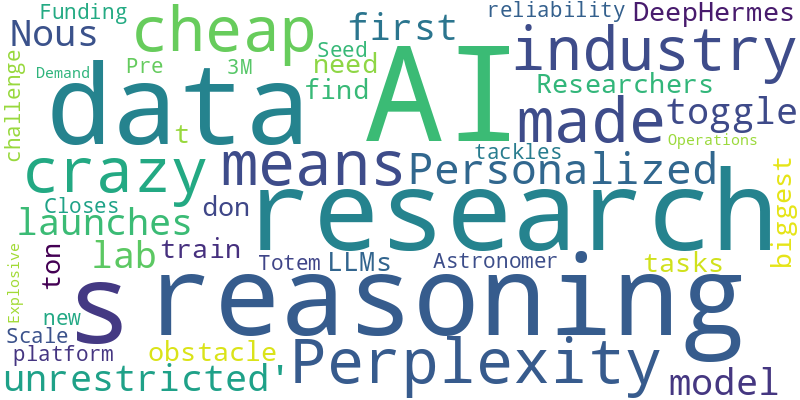 Funding
reliability
DeepHermes
Nous
cheap
first
industry
Seed
challenge
Demand
Pre
3M
need
AI
data
find
Researchers
made
toggle
t
Operations
crazy
means
tackles
Personalized
biggest
Closes
don
research
launches
lab
train
ton
Totem
LLMs
Astronomer
tasks
Explosive
s
reasoning
new
Scale
platform
obstacle
Perplexity
unrestricted'
model